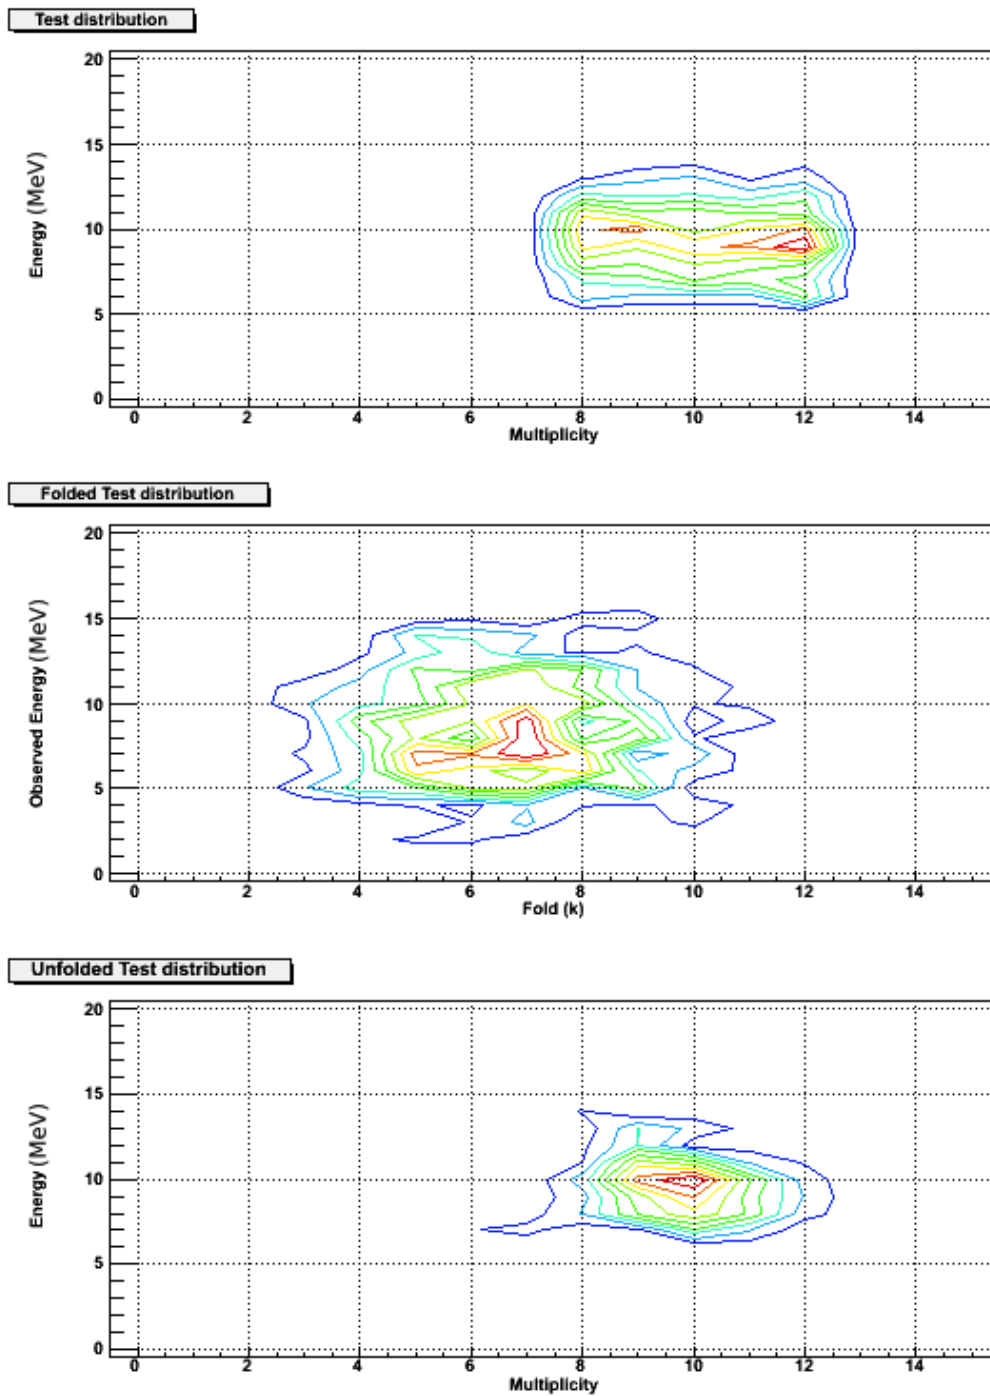 Test distribution
Energy (MeV)
20
15
10
5
0
0 2 4 6 8 10 12 14
Multiplicity
Folded Test distribution
Observed Energy (MeV)
20
15
10
5
0
0 2 4 6 8 10 12 14
Fold (k)
Unfolded Test distribution
Energy (MeV)
20
15
10
5
0
0 2 4 6 8 10 12 14
Multiplicity